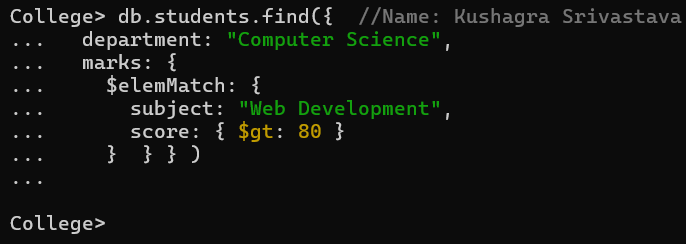 College> db.students.find({  //Name: Kushagra Srivastava
...   department: "Computer Science",
...   marks: {
...     $elemMatch: {
...       subject: "Web Development",
...       score: { $gt: 80 }
...     }  } } )
...
College>